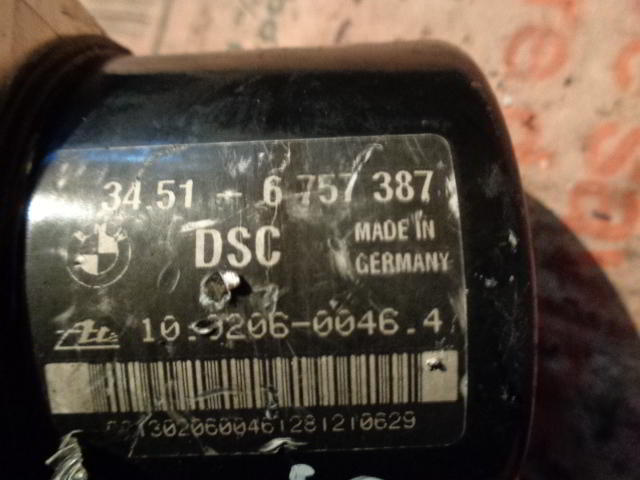 34.51 - 6 757 387
DSC
MADE IN
GERMANY
10.0206-0046.4